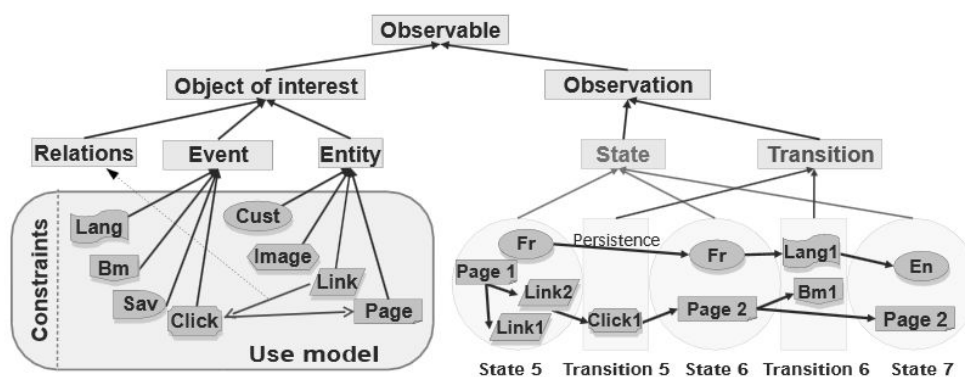 Observable
Object of interest
Observation
Relations
Event
Entity
State
Transition
Constraints
Lang
Bm
Sav
Click
Cust
Image
Link
Page
Use model
Fr
Persistence
Fr
Lang1
En
Page 1
Link2
Link1
Click1
Page 2
Bm1
Page 2
State 5
Transition 5
State 6
Transition 6
State 7